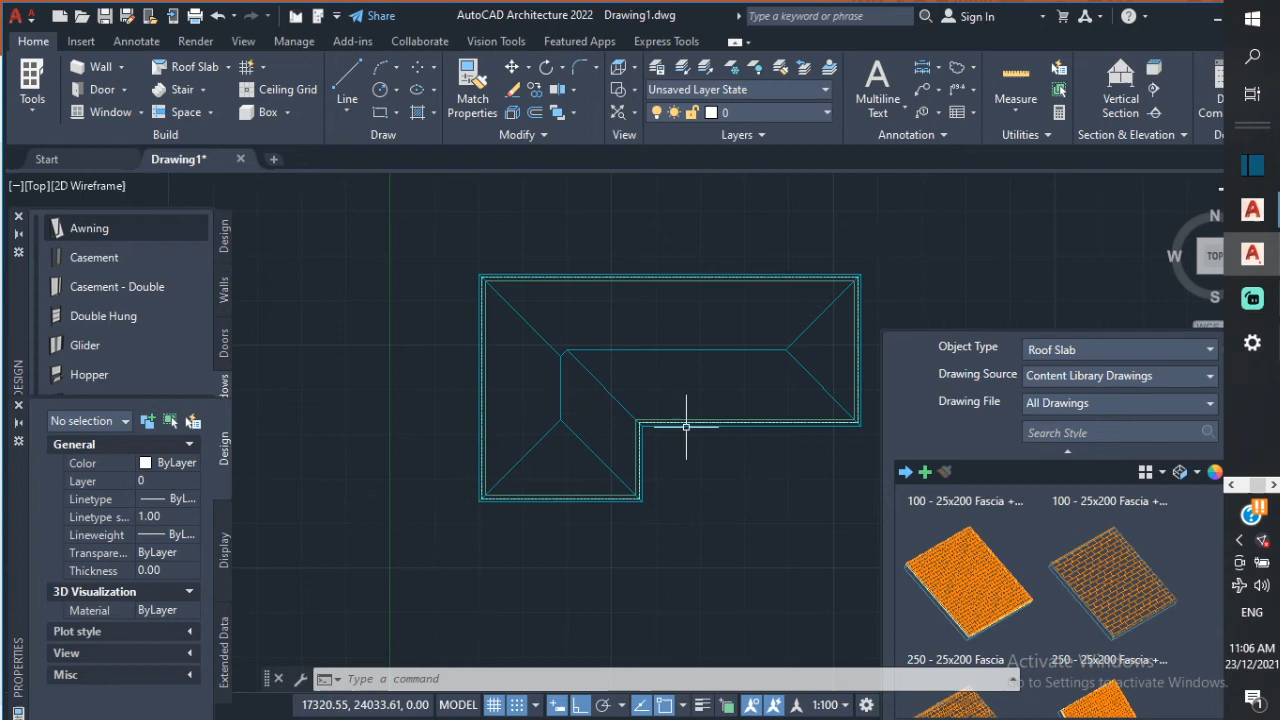 AutoCAD Architecture 2022 Drawing1.dwg
Share
Type a keyword or phrase
Sign In
Home Insert Annotate Render View Manage Add-ins Collaborate Vision Tools Featured Apps Express Tools
Tools
Wall
Door
Window
Roof Slab
Stair
Space
Ceiling Grid
Box
Line
Match
Properties
Unsaved Layer State
0
Multiline
Text
Measure
Vertical
Section
Build Draw Modify View Layers Annotation Utilities Section & Elevation
Start
Drawing1*
[−][Top][2D Wireframe]
Awning
Casement
Casement - Double
Double Hung
Glider
Hopper
DESIGN
Design
Walls
Doors
No selection
General
Color ByLayer
Layer 0
Linetype ByL...
Linetype s... 1.00
Lineweight ByL...
Transpare... ByLayer
Thickness 0.00
3D Visualization
Material ByLayer
Plot style
View
Misc
PROPERTIES
Design
Display
Extended Data
N
W
TOP
S
Object Type Roof Slab
Drawing Source Content Library Drawings
Drawing File All Drawings
Search Style
100 - 25x200 Fascia +... 100 - 25x200 Fascia +...
250 - 25x200 Fascia 250 - 25x200 Fascia +...
Activate Windows
Go to Settings to activate Windows.
Type a command
17320.55, 24033.61, 0.00 MODEL 1:100
ENG
11:06 AM
23/12/2021
1